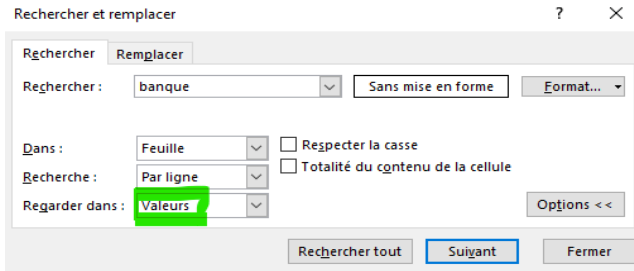 Rechercher et remplacer ? ×
Rechercher Remplacer
Rechercher : banque Sans mise en forme Format...
Dans : Feuille Respecter la casse
Totalité du contenu de la cellule
Recherche : Par ligne
Regarder dans : Valeurs Options <<
Rechercher tout Suivant Fermer